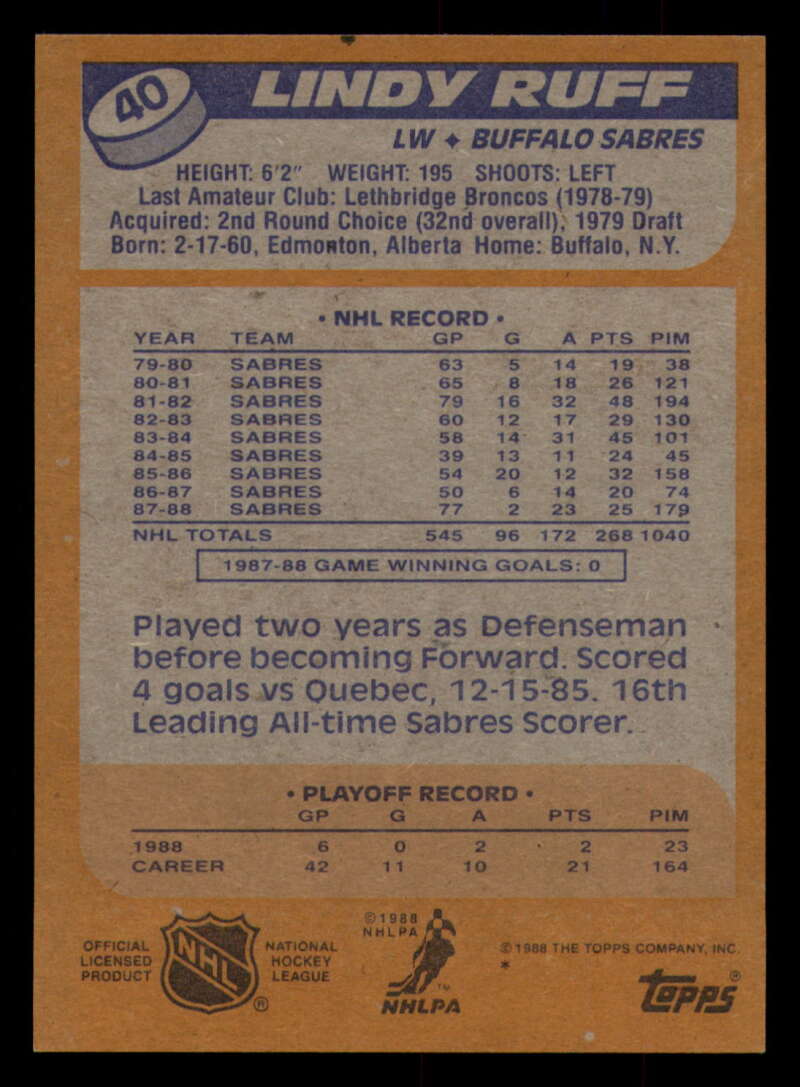 40
LINDY RUFF
LW ✦ BUFFALO SABRES
HEIGHT: 6'2" WEIGHT: 195 SHOOTS: LEFT
Last Amateur Club: Lethbridge Broncos (1978-79)
Acquired: 2nd Round Choice (32nd overall), 1979 Draft
Born: 2-17-60, Edmonton, Alberta Home: Buffalo, N.Y.
• NHL RECORD •
YEAR TEAM GP G A PTS PIM
79-80 SABRES 63 5 14 19 38
80-81 SABRES 65 8 18 26 121
81-82 SABRES 79 16 32 48 194
82-83 SABRES 60 12 17 29 130
83-84 SABRES 58 14 31 45 101
84-85 SABRES 39 13 11 24 45
85-86 SABRES 54 20 12 32 158
86-87 SABRES 50 6 14 20 74
87-88 SABRES 77 2 23 25 179
NHL TOTALS 545 96 172 268 1040
1987-88 GAME WINNING GOALS: 0
Played two years as Defenseman
before becoming Forward. Scored
4 goals vs Quebec, 12-15-85. 16th
Leading All-time Sabres Scorer.
• PLAYOFF RECORD •
GP G A PTS PIM
1988 6 0 2 2 23
CAREER 42 11 10 21 164
OFFICIAL
LICENSED
PRODUCT
NHL
®
NATIONAL
HOCKEY
LEAGUE
©1988
NHLPA
TM
NHLPA
©1988 THE TOPPS COMPANY, INC.
*
topps®